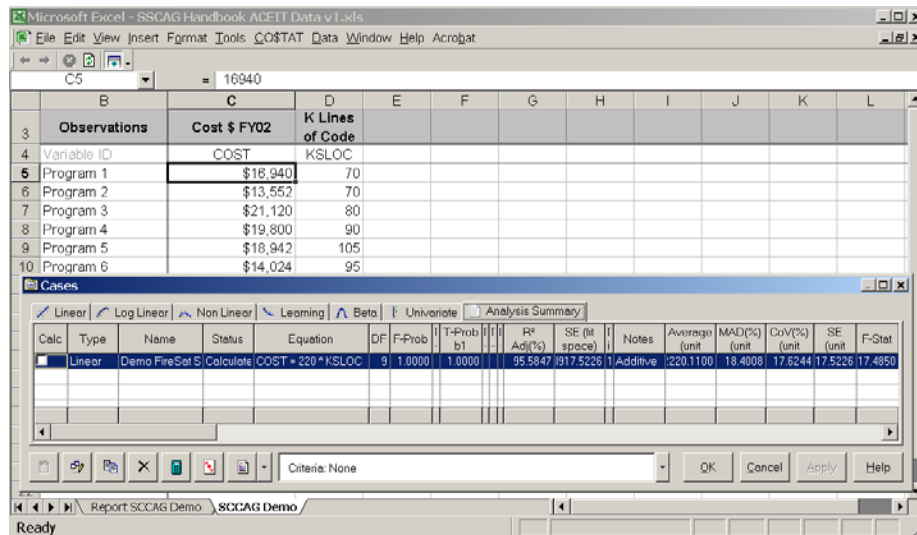 Microsoft Excel - SSCAG Handbook ACEIT Data v1.xls
File Edit View Insert Format Tools CO$TAT Data Window Help Acrobat
C5 = 16940
B C D E F G H I J K L
3 Observations Cost $ FY02 K Lines of Code
4 Variable ID COST KSLOC
5 Program 1 $16,940 70
6 Program 2 $13,552 70
7 Program 3 $21,120 80
8 Program 4 $19,800 90
9 Program 5 $18,942 105
10 Program 6 $14,024 95
Cases
Linear Log Linear Non Linear Learning Beta Univariate Analysis Summary
Calc Type Name Status Equation DF F-Prob T-Prob b1 R² Adj(%) SE (fit space) Notes Average (unit MAD(%) (unit CoV(%) (unit SE (unit F-Stat
Linear Demo FireSat S Calculate COST = 220 * KSLOC 9 1.0000 1.0000 95.5847 917.5226 1 Additive 220.1100 18.4008 17.6244 17.5226 17.4850
Criteria: None OK Cancel Apply Help
Report SCCAG Demo SCCAG Demo
Ready